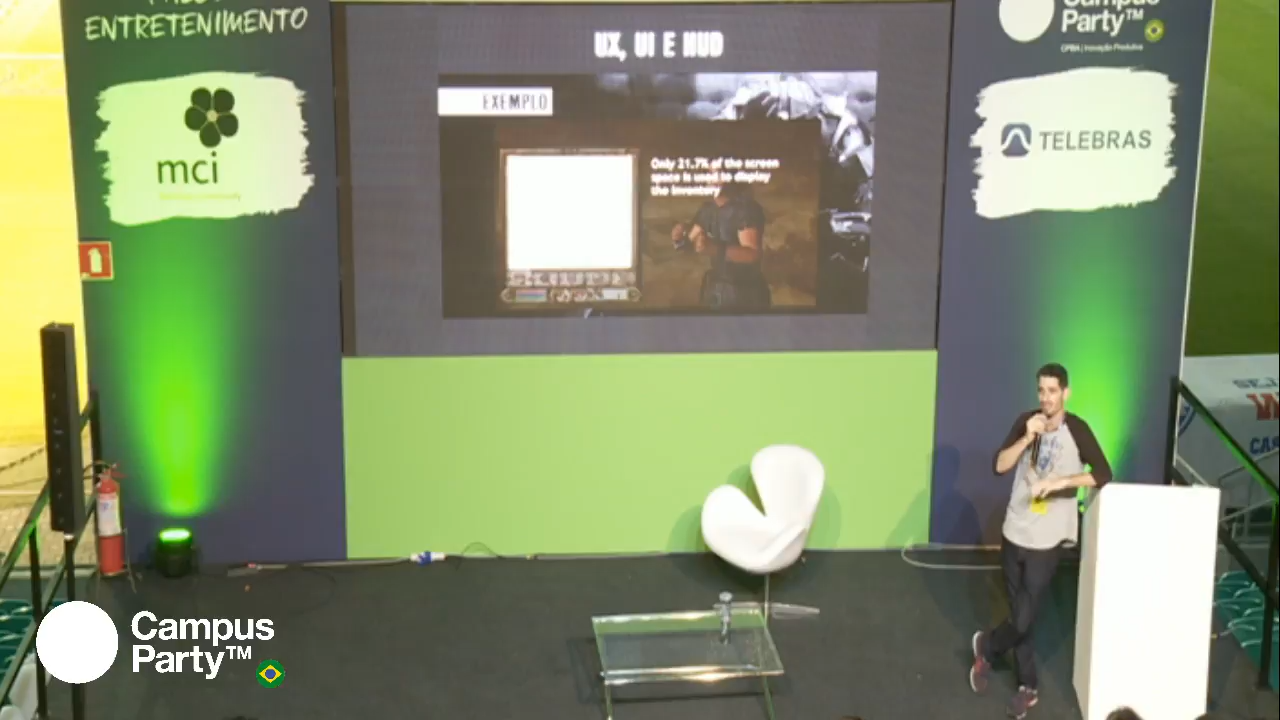 ENTRETENIMENTO
mci
UX, UI E HUD
EXEMPLO
Only 21.7% of the screen
space is used to display
the inventory
Campus
Party™
TELEBRAS
Campus
Party™